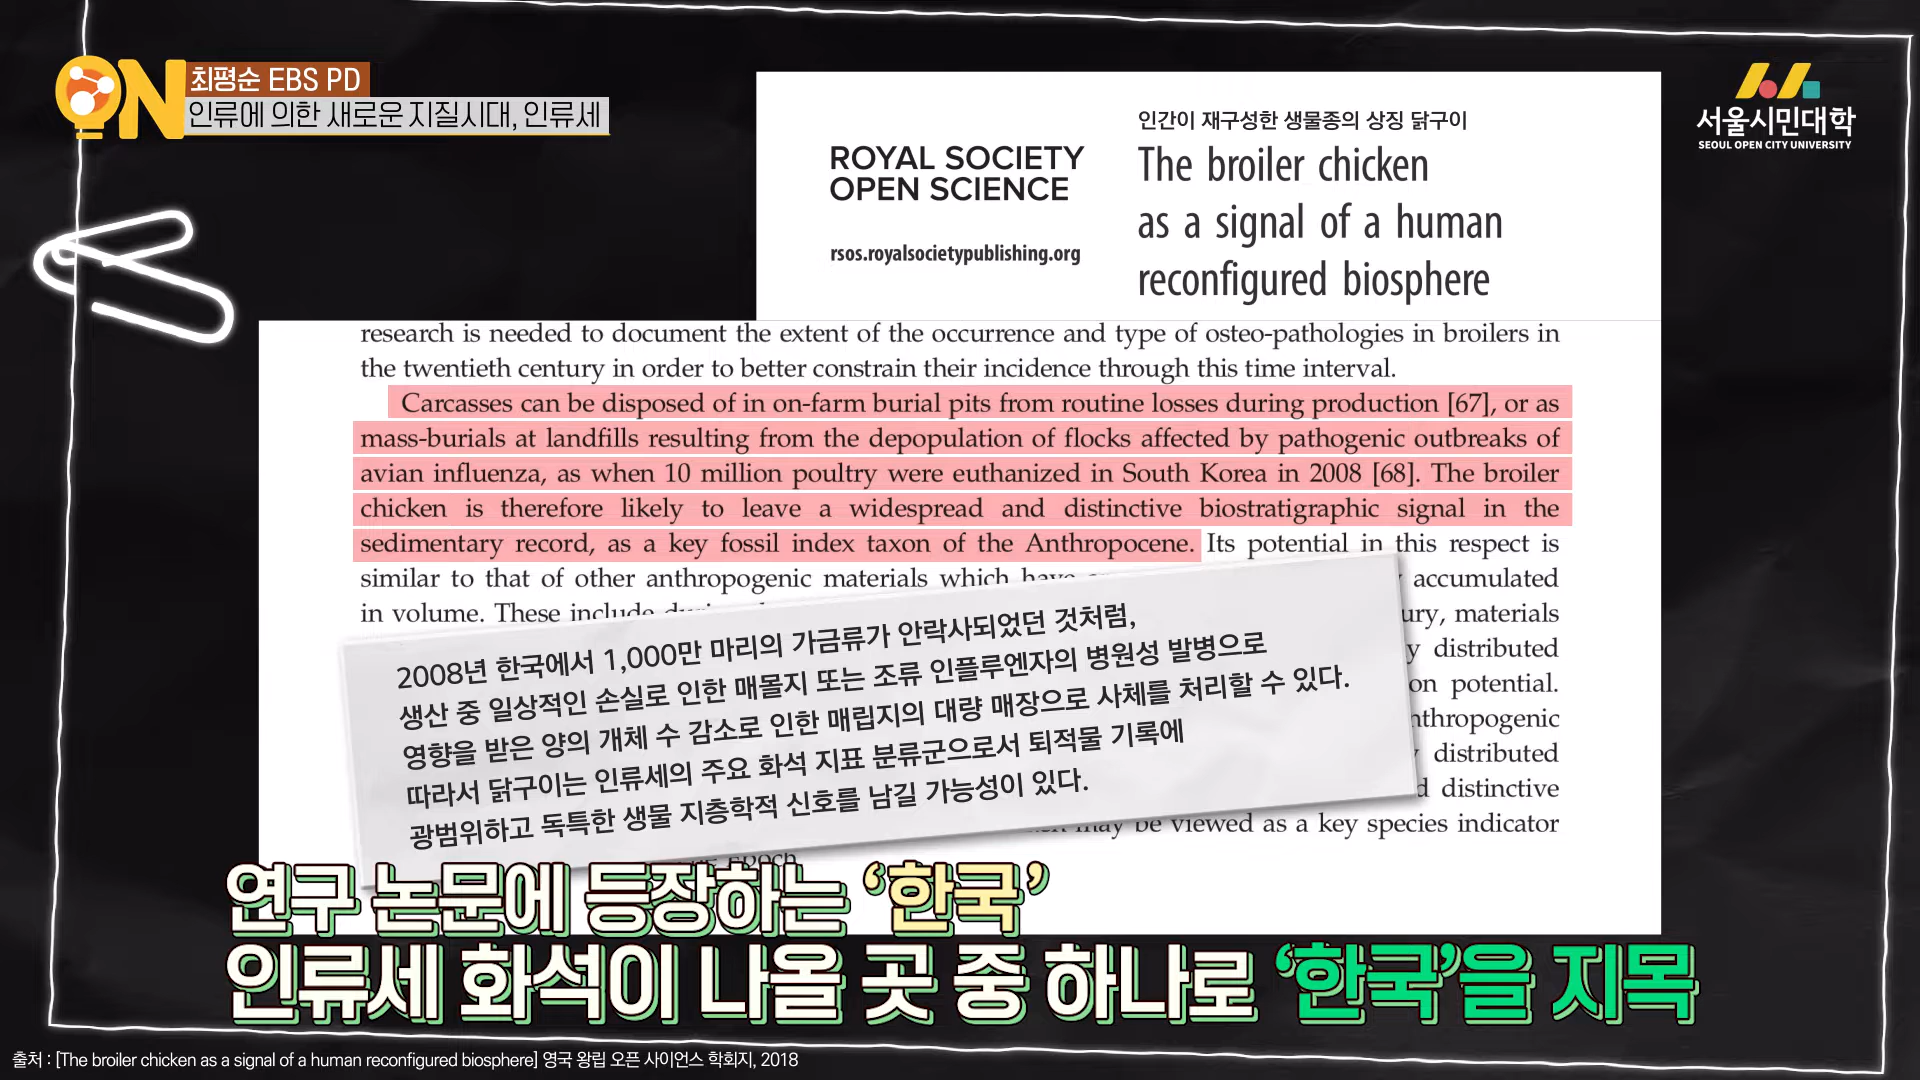 ON
최평순 EBS PD
인류에 의한 새로운 지질시대, 인류세
서울시민대학
SEOUL OPEN CITY UNIVERSITY
ROYAL SOCIETY
OPEN SCIENCE
rsos.royalsocietypublishing.org
인간이 재구성한 생물종의 상징 닭구이
The broiler chicken
as a signal of a human
reconfigured biosphere
research is needed to document the extent of the occurrence and type of osteo-pathologies in broilers in
the twentieth century in order to better constrain their incidence through this time interval.
Carcasses can be disposed of in on-farm burial pits from routine losses during production [67], or as
mass-burials at landfills resulting from the depopulation of flocks affected by pathogenic outbreaks of
avian influenza, as when 10 million poultry were euthanized in South Korea in 2008 [68]. The broiler
chicken is therefore likely to leave a widespread and distinctive biostratigraphic signal in the
sedimentary record, as a key fossil index taxon of the Anthropocene. Its potential in this respect is
similar to that of other anthropogenic materials which have accumulated
in volume. These include materials
distributed
on potential.
distributed
distinctive
may be viewed as a key species indicator
2008년 한국에서 1,000만 마리의 가금류가 안락사되었던 것처럼,
생산 중 일상적인 손실로 인한 매몰지 또는 조류 인플루엔자의 병원성 발병으로
영향을 받은 양의 개체 수 감소로 인한 매립지의 대량 매장으로 사체를 처리할 수 있다.
따라서 닭구이는 인류세의 주요 화석 지표 분류군으로서 퇴적물 기록에
광범위하고 독특한 생물 지층학적 신호를 남길 가능성이 있다.
연구 논문에 등장하는 ‘한국’
인류세 화석이 나올 곳 중 하나로 ‘한국’을 지목
출처 : [The broiler chicken as a signal of a human reconfigured biosphere] 영국 왕립 오픈 사이언스 학회지, 2018